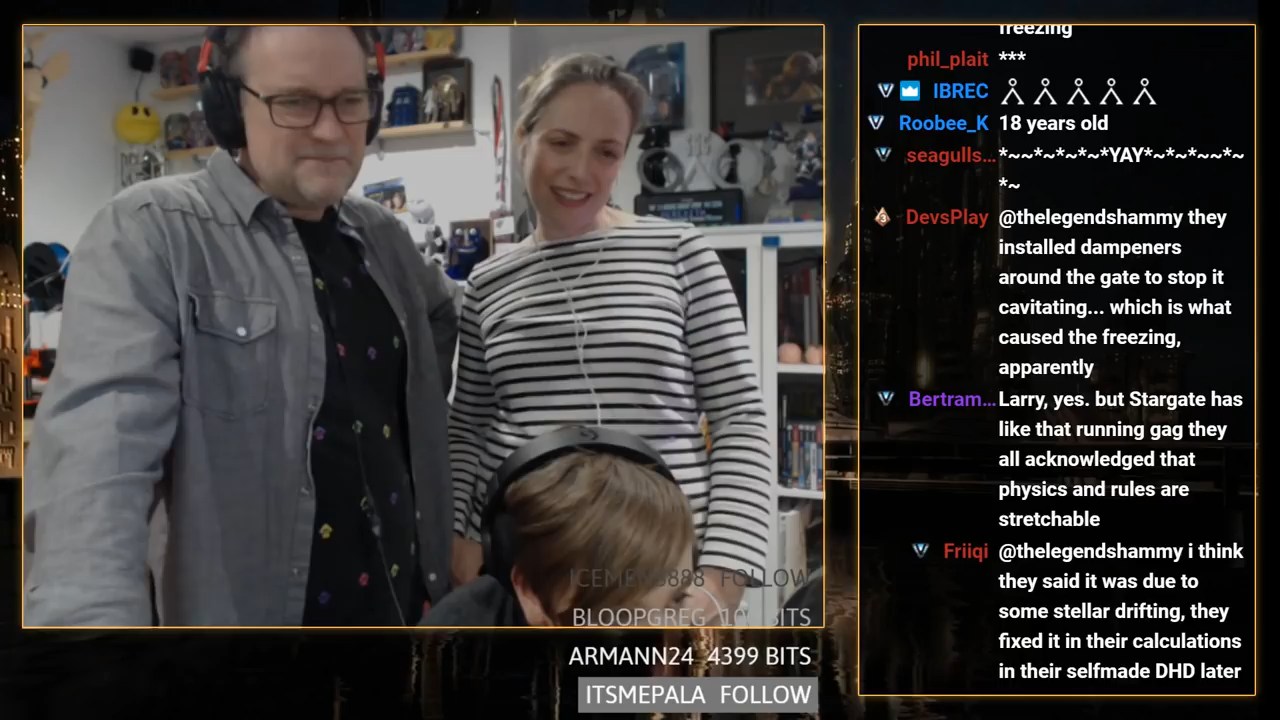 freezing
phil_plait ***
IBREC
Roobee_K 18 years old
seagulls... *~~*~*~*~*YAY*~*~*~~*~
*~
DevsPlay @thelegendshammy they
installed dampeners
around the gate to stop it
cavitating... which is what
caused the freezing,
apparently
Bertram... Larry, yes. but Stargate has
like that running gag they
all acknowledged that
physics and rules are
stretchable
Friiqi @thelegendshammy i think
they said it was due to
some stellar drifting, they
fixed it in their calculations
in their selfmade DHD later
FOLLOW
BLOOPGREG 100 BITS
ARMANN24 4399 BITS
ITSMEPALA FOLLOW